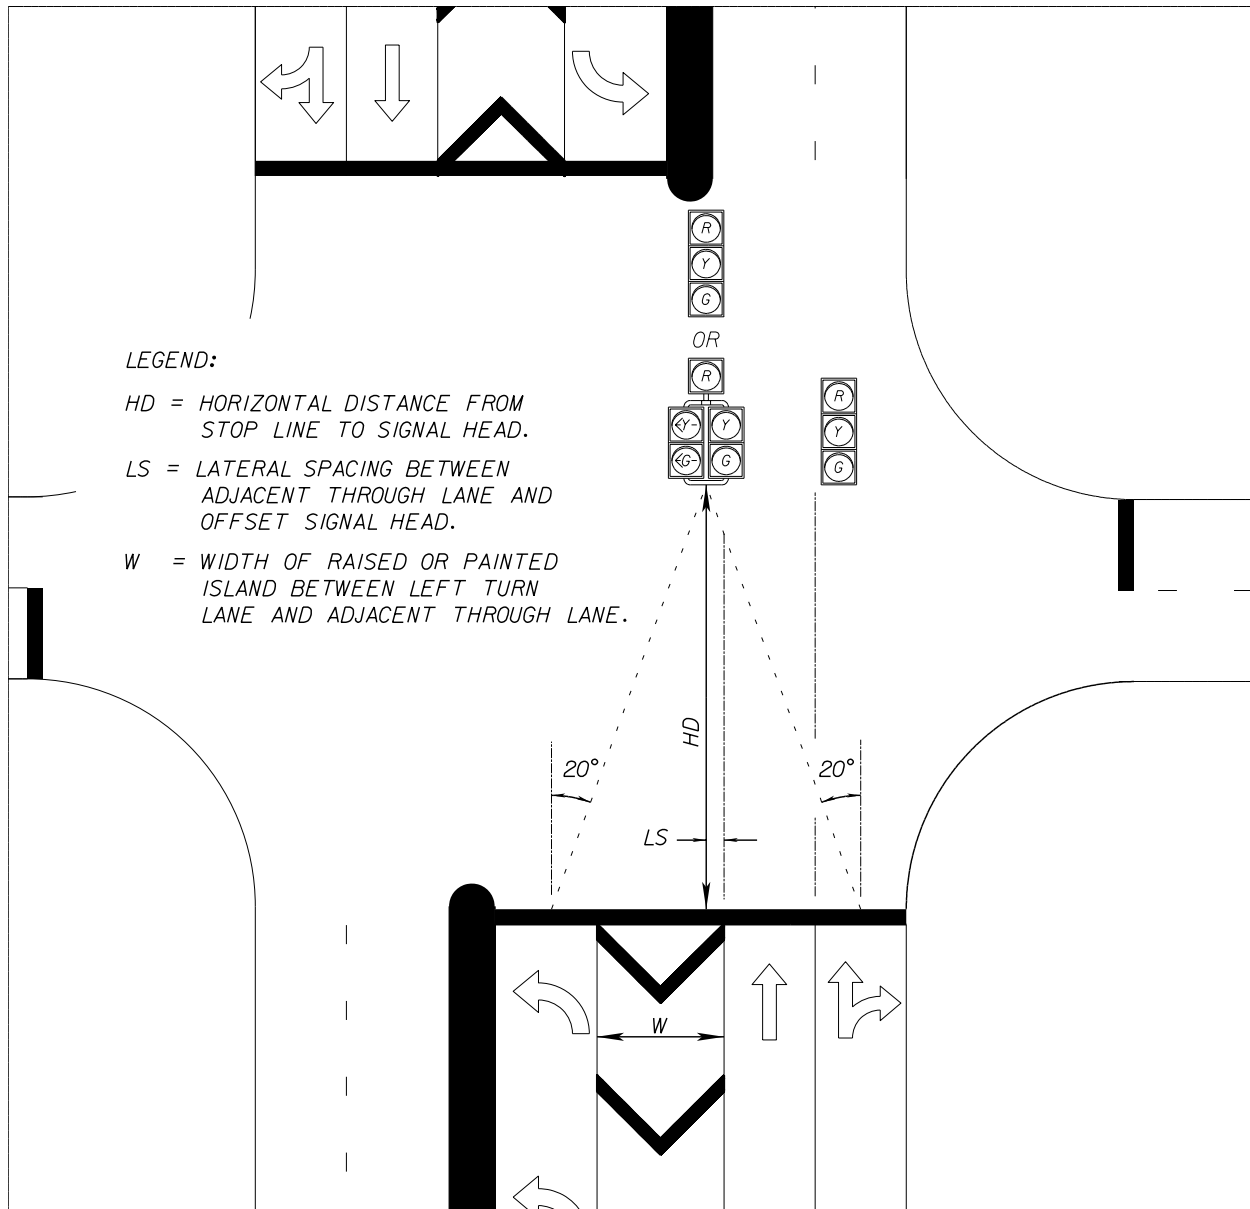 R
Y
G
OR
R
Y Y
G G
R
Y
G
LEGEND:
HD = HORIZONTAL DISTANCE FROM
STOP LINE TO SIGNAL HEAD.
LS = LATERAL SPACING BETWEEN
ADJACENT THROUGH LANE AND
OFFSET SIGNAL HEAD.
W = WIDTH OF RAISED OR PAINTED
ISLAND BETWEEN LEFT TURN
LANE AND ADJACENT THROUGH LANE.
HD
20° 20°
LS
W